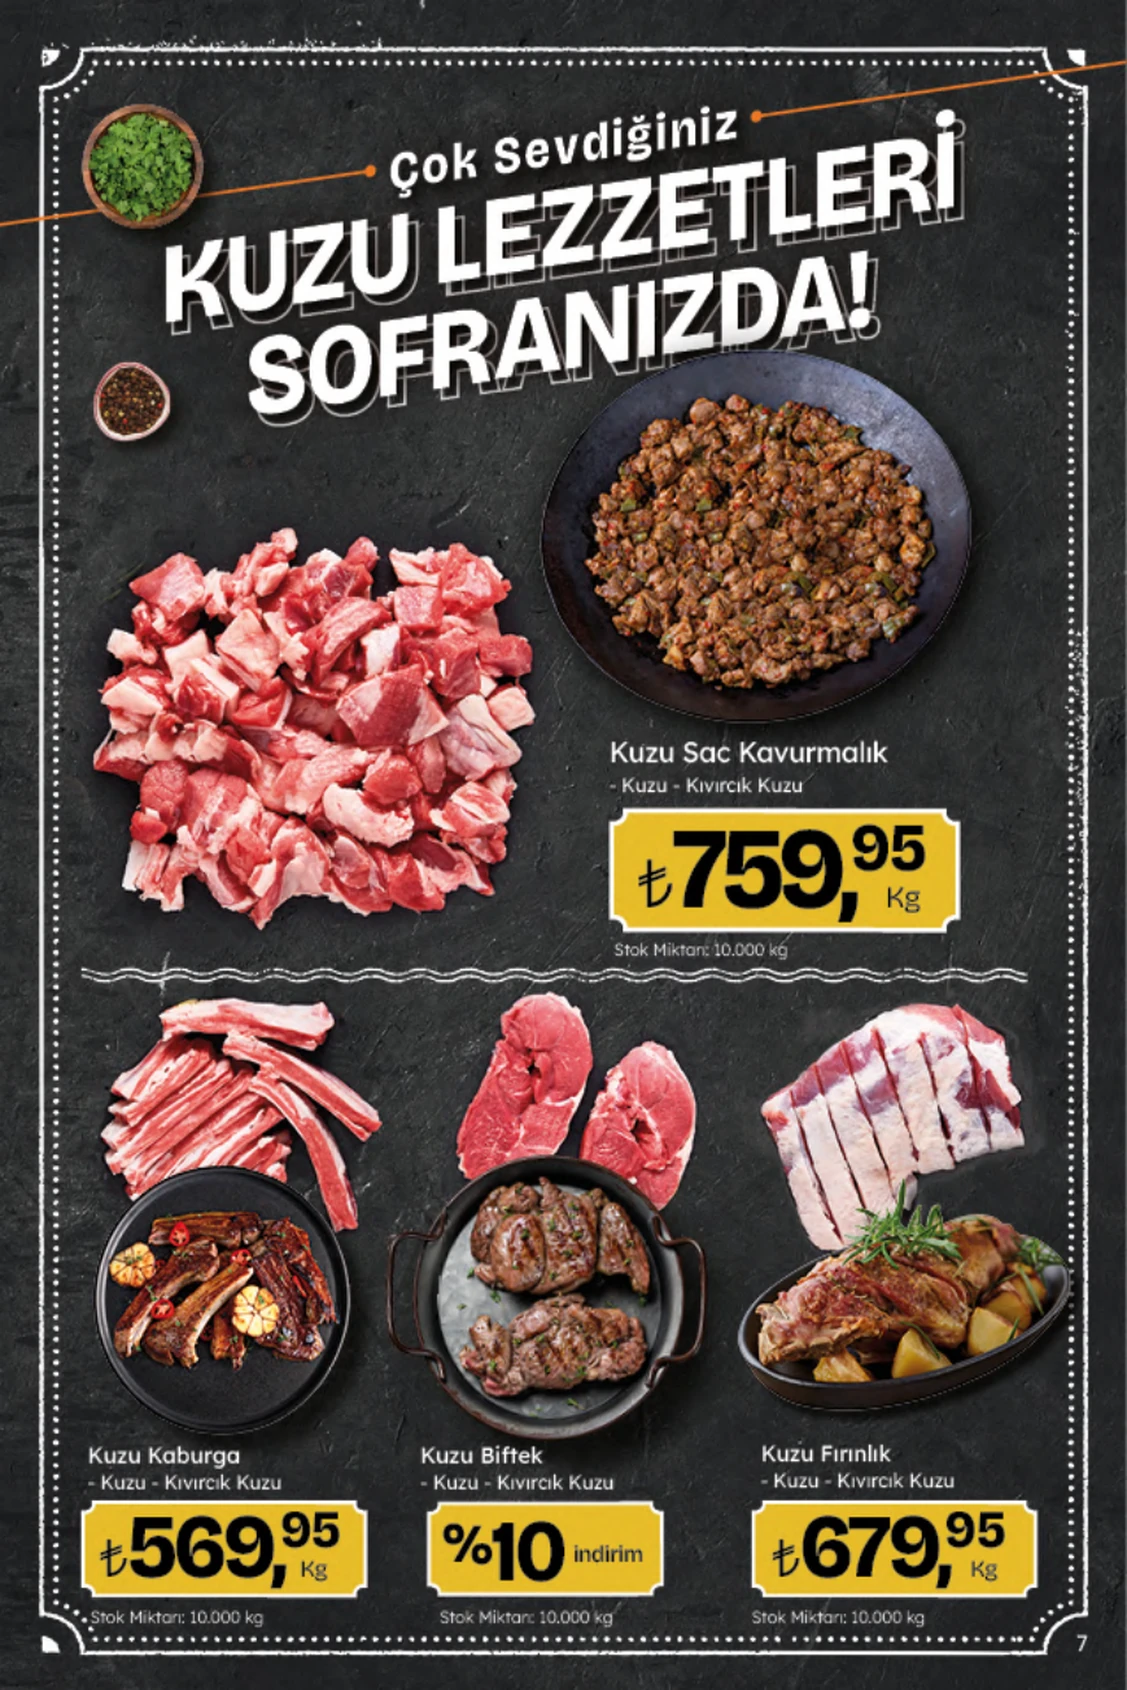 Çok Sevdiğiniz
KUZU LEZZETLERİ
SOFRANIZDA!
Kuzu Sac Kavurmalık
- Kuzu - Kıvırcık Kuzu
₺759,95
Kg
Stok Miktarı: 10.000 kg
Kuzu Kaburga
- Kuzu - Kıvırcık Kuzu
₺569,95
Kg
Stok Miktarı: 10.000 kg
Kuzu Biftek
- Kuzu - Kıvırcık Kuzu
%10 indirim
Stok Miktarı: 10.000 kg
Kuzu Fırınlık
- Kuzu - Kıvırcık Kuzu
₺679,95
Kg
Stok Miktarı: 10.000 kg
7